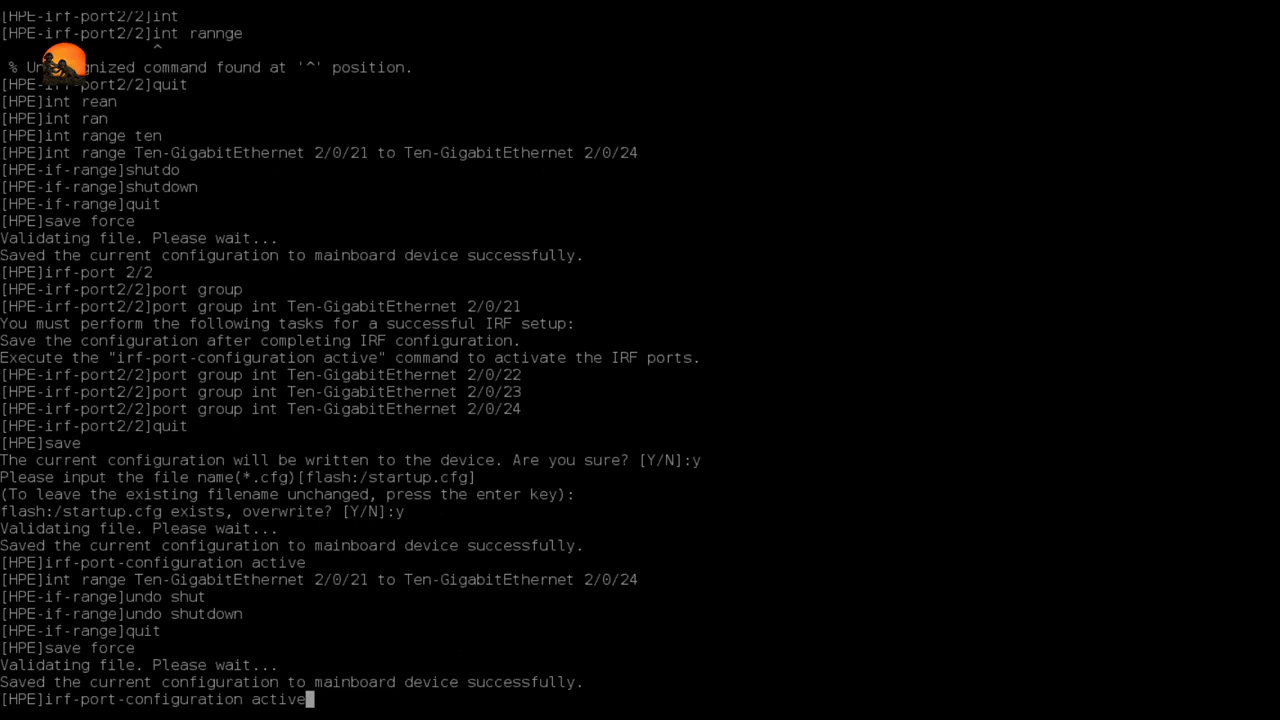 [HPE-irf-port2/2]int
[HPE-irf-port2/2]int rannge
^
% Un gnized command found at '^' position.
[HPE-irf-port2/2]quit
[HPE]int rean
[HPE]int ran
[HPE]int range ten
[HPE]int range Ten-GigabitEthernet 2/0/21 to Ten-GigabitEthernet 2/0/24
[HPE-if-range]shutdo
[HPE-if-range]shutdown
[HPE-if-range]quit
[HPE]save force
Validating file. Please wait...
Saved the current configuration to mainboard device successfully.
[HPE]irf-port 2/2
[HPE-irf-port2/2]port group
[HPE-irf-port2/2]port group int Ten-GigabitEthernet 2/0/21
You must perform the following tasks for a successful IRF setup:
Save the configuration after completing IRF configuration.
Execute the "irf-port-configuration active" command to activate the IRF ports.
[HPE-irf-port2/2]port group int Ten-GigabitEthernet 2/0/22
[HPE-irf-port2/2]port group int Ten-GigabitEthernet 2/0/23
[HPE-irf-port2/2]port group int Ten-GigabitEthernet 2/0/24
[HPE-irf-port2/2]quit
[HPE]save
The current configuration will be written to the device. Are you sure? [Y/N]:y
Please input the file name(*.cfg)[flash:/startup.cfg]
(To leave the existing filename unchanged, press the enter key):
flash:/startup.cfg exists, overwrite? [Y/N]:y
Validating file. Please wait...
Saved the current configuration to mainboard device successfully.
[HPE]irf-port-configuration active
[HPE]int range Ten-GigabitEthernet 2/0/21 to Ten-GigabitEthernet 2/0/24
[HPE-if-range]undo shut
[HPE-if-range]undo shutdown
[HPE-if-range]quit
[HPE]save force
Validating file. Please wait...
Saved the current configuration to mainboard device successfully.
[HPE]irf-port-configuration active